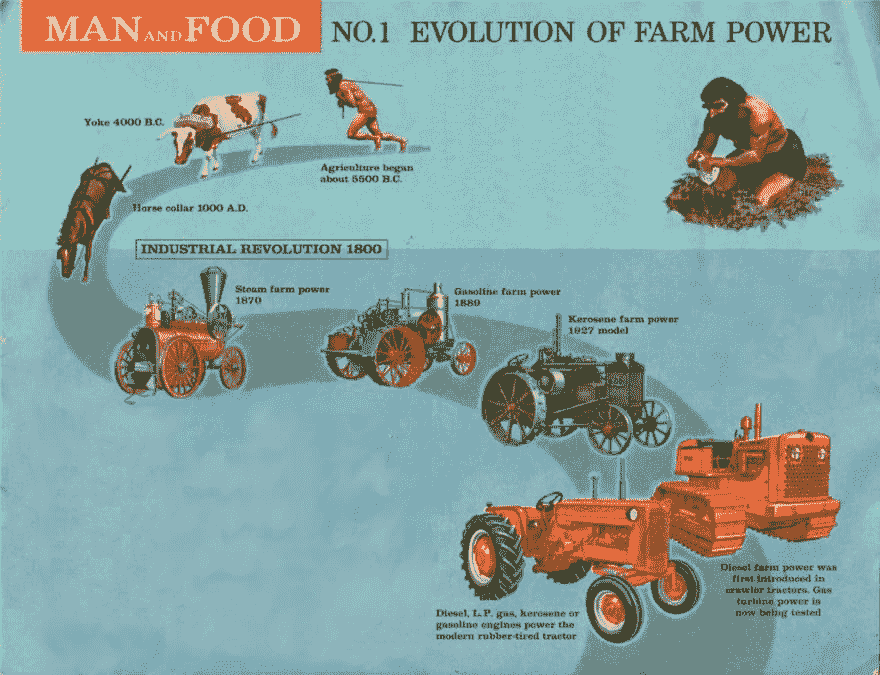 MAN AND FOOD NO.1 EVOLUTION OF FARM POWER
Yoke 4000 B.C.
Agriculture began
about 5500 B.C.
Horse collar 1000 A.D.
INDUSTRIAL REVOLUTION 1800
Steam farm power
1870
Gasoline farm power
1889
Kerosene farm power
1927 model
Diesel farm power was
first introduced in
crawler tractors. Gas
turbine power is
now being tested
Diesel, L.P. gas, kerosene or
gasoline engines power the
modern rubber-tired tractor